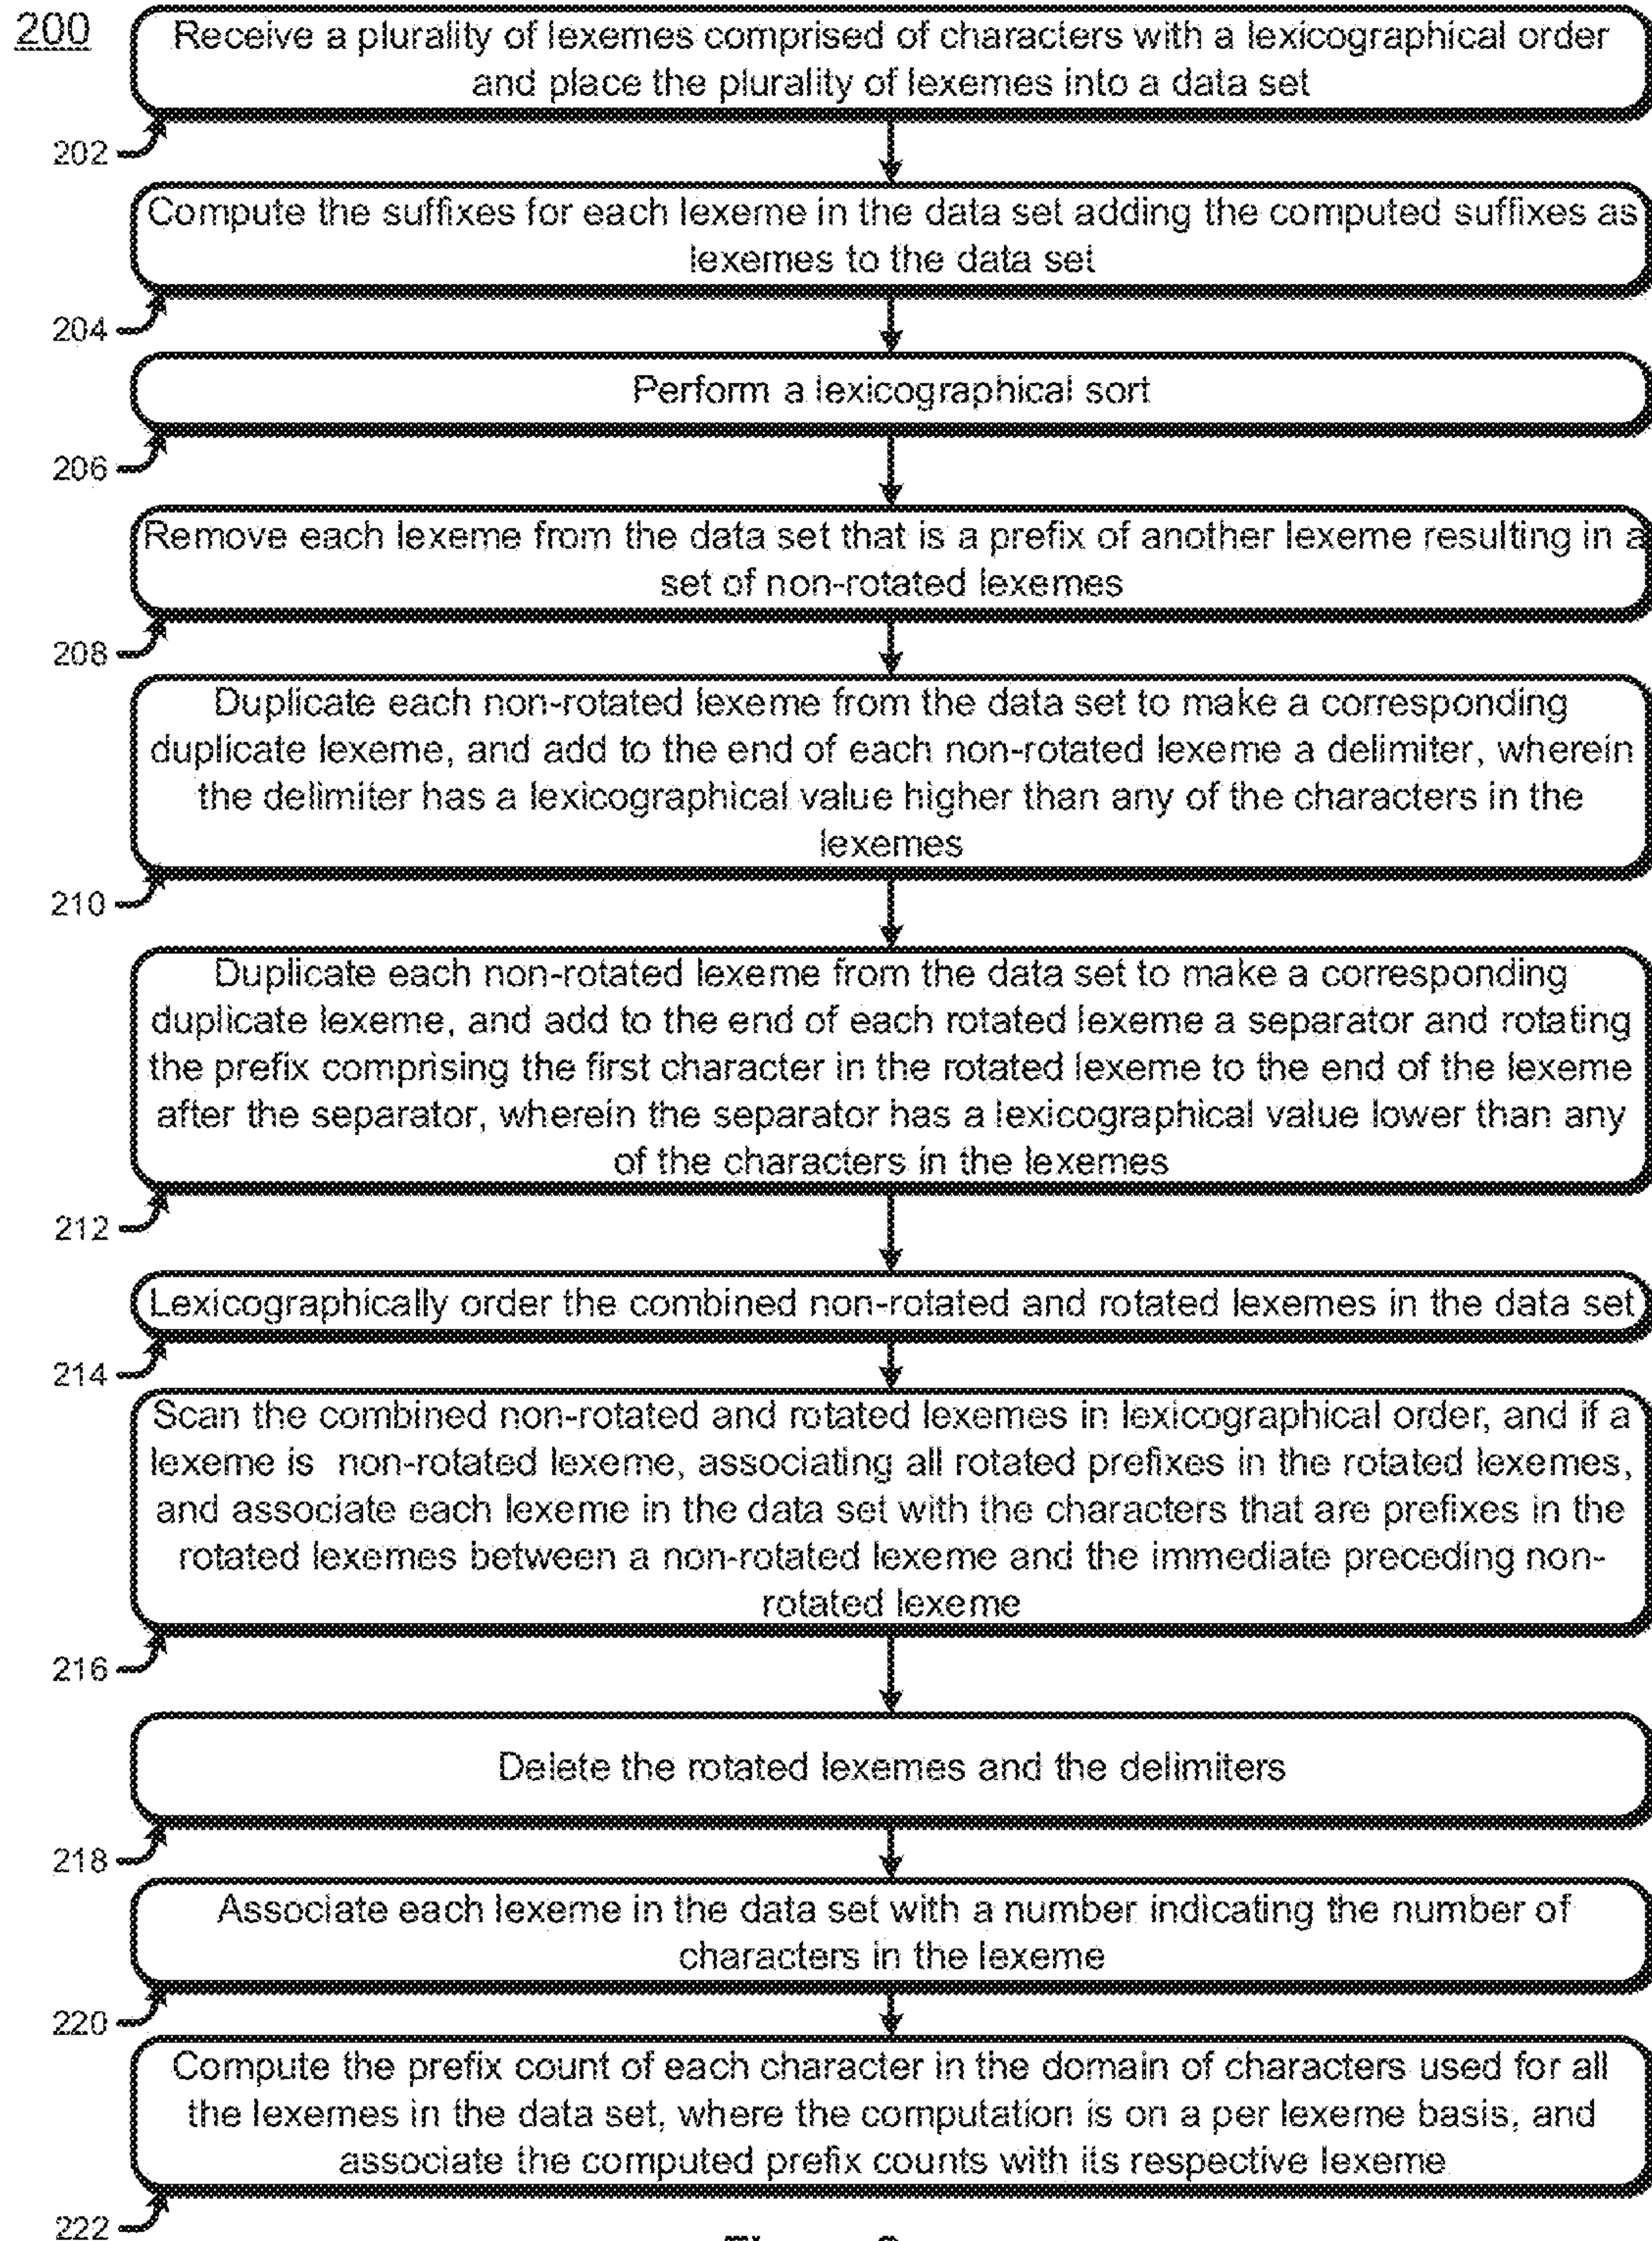 200
Receive a plurality of lexemes comprised of characters with a lexicographical order
and place the plurality of lexemes into a data set
202
Compute the suffixes for each lexeme in the data set adding the computed suffixes as
lexemes to the data set
204
Perform a lexicographical sort
206
Remove each lexeme from the data set that is a prefix of another lexeme resulting in a
set of non-rotated lexemes
208
Duplicate each non-rotated lexeme from the data set to make a corresponding
duplicate lexeme, and add to the end of each non-rotated lexeme a delimiter, wherein
the delimiter has a lexicographical value higher than any of the characters in the
lexemes
210
Duplicate each non-rotated lexeme from the data set to make a corresponding
duplicate lexeme, and add to the end of each rotated lexeme a separator and rotating
the prefix comprising the first character in the rotated lexeme to the end of the lexeme
after the separator, wherein the separator has a lexicographical value lower than any
of the characters in the lexemes
212
Lexicographically order the combined non-rotated and rotated lexemes in the data set
214
Scan the combined non-rotated and rotated lexemes in lexicographical order, and if a
lexeme is non-rotated lexeme, associating all rotated prefixes in the rotated lexemes,
and associate each lexeme in the data set with the characters that are prefixes in the
rotated lexemes between a non-rotated lexeme and the immediate preceding non-
rotated lexeme
216
Delete the rotated lexemes and the delimiters
218
Associate each lexeme in the data set with a number indicating the number of
characters in the lexeme
220
Compute the prefix count of each character in the domain of characters used for all
the lexemes in the data set, where the computation is on a per lexeme basis, and
associate the computed prefix counts with its respective lexeme
222